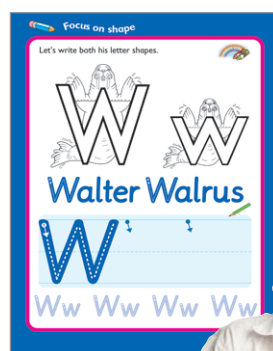 Focus on shape
Let's write both his letter shapes.
W w
Walter Walrus
W
Ww Ww Ww Ww